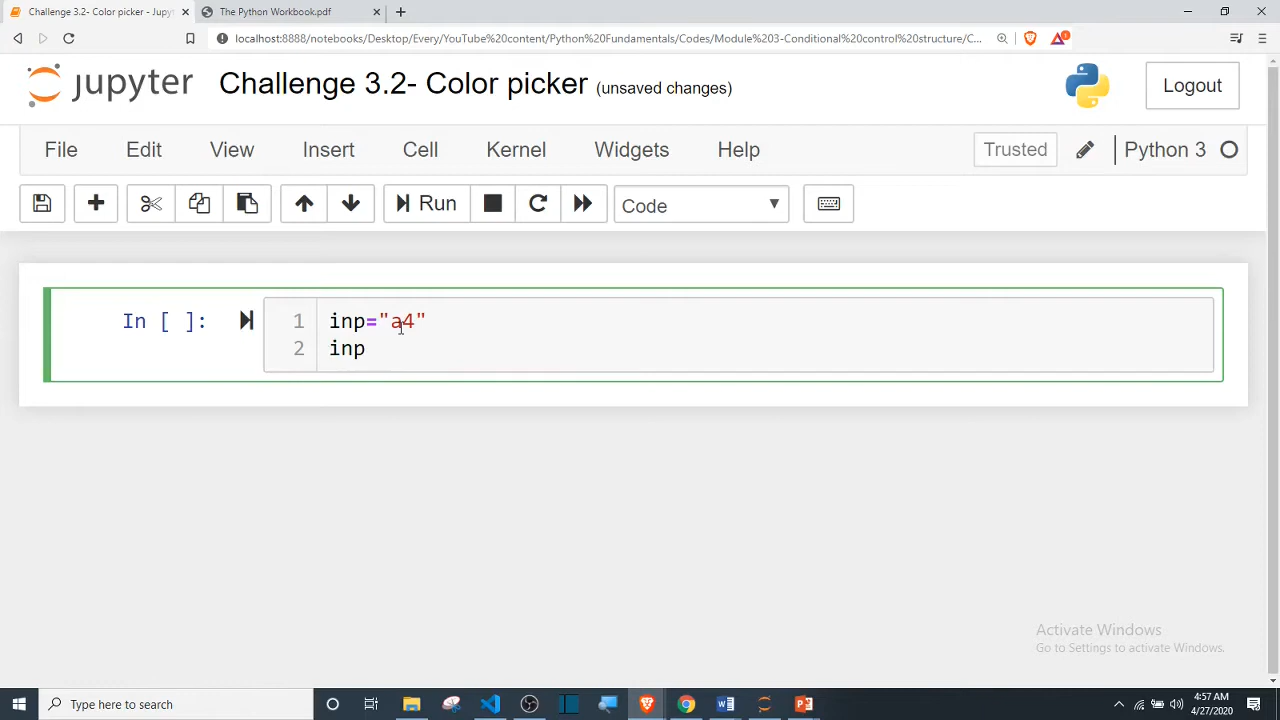 Challenge 3.2- Color picker - Jupy
The Python Workbook.pdf
localhost:8888/notebooks/Desktop/Every/YouTube%20content/Python%20Fundamentals/Codes/Module%203-Conditional%20control%20structure/C...
jupyter Challenge 3.2- Color picker (unsaved changes) Logout
File Edit View Insert Cell Kernel Widgets Help Trusted Python 3
Run Code
In [ ]: 1 inp="a4"
2 inp
Activate Windows
Go to Settings to activate Windows.
Type here to search 4:57 AM
4/27/2020